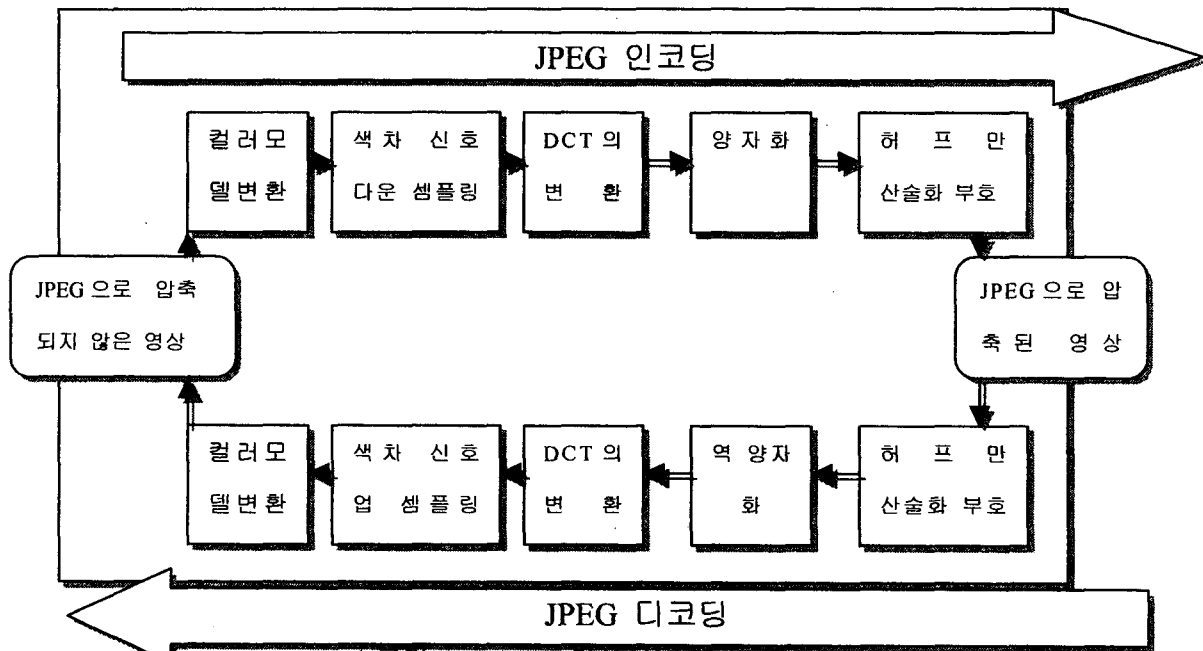 JPEG 인코딩
컬러모
델변환
색차 신호
다운 셈플링
DCT의
변 환
양자화
허 프 만
산술화 부호
JPEG으로 압축
되지 않은 영상
JPEG으로 압
축된 영상
컬러모
델변환
색차 신호
업 셈플링
DCT의
변 환
역 양자
화
허 프 만
산술화 부호
JPEG 디코딩